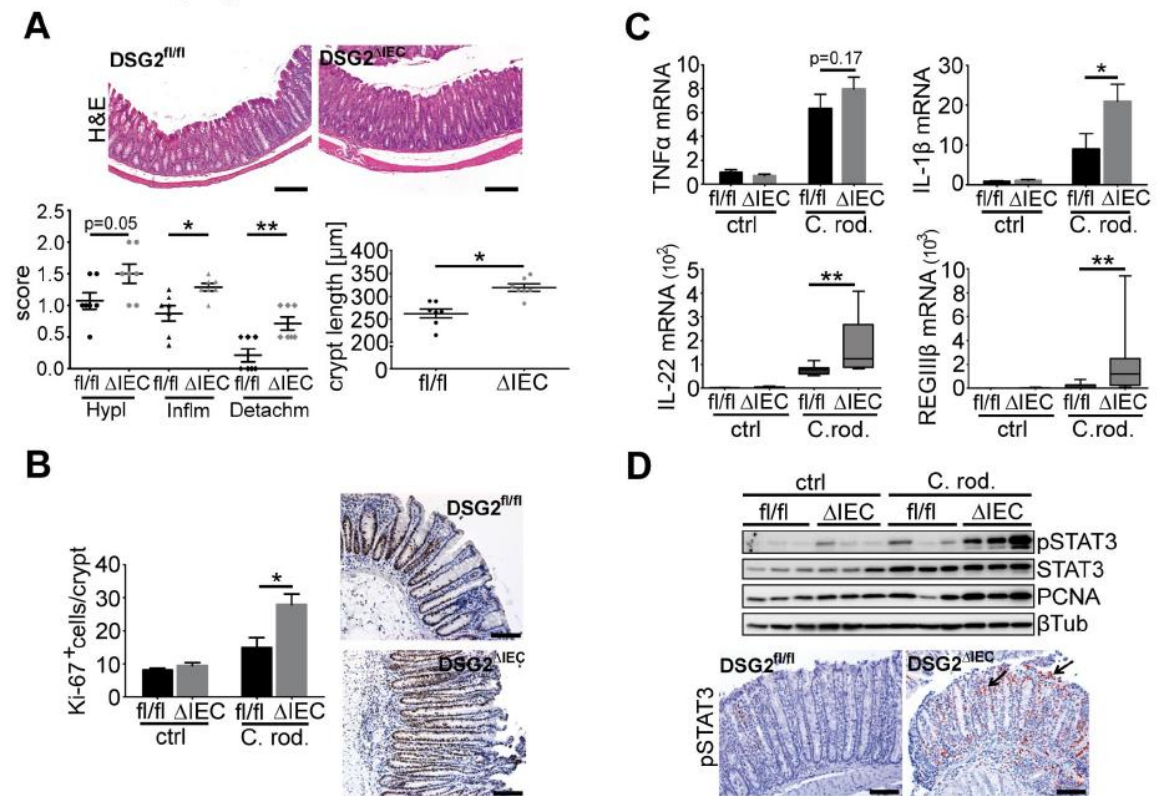 A
H&E
DSG2fl/fl
DSG2ΔIEC
score
2.5
2.0
1.5
1.0
0.5
0.0
p=0.05
*
**
fl/fl ΔIEC fl/fl ΔIEC fl/fl ΔIEC
Hypl Inflm Detachm
crypt length [µm]
400
350
300
250
200
0
*
fl/fl ΔIEC
B
Ki-67+cells/crypt
40
30
20
10
0
*
fl/fl ΔIEC fl/fl ΔIEC
ctrl C. rod.
DSG2fl/fl
DSG2ΔIEC
C
TNFα mRNA
10
8
6
4
2
0
p=0.17
fl/fl ΔIEC fl/fl ΔIEC
ctrl C. rod.
IL-1β mRNA
30
20
10
0
*
fl/fl ΔIEC fl/fl ΔIEC
ctrl C. rod.
IL-22 mRNA (10²)
5
4
3
2
1
0
**
fl/fl ΔIEC fl/fl ΔIEC
ctrl C.rod.
REGIIIβ mRNA (10³)
10
8
6
4
2
0
**
fl/fl ΔIEC fl/fl ΔIEC
ctrl C.rod.
D
ctrl C. rod.
fl/fl ΔIEC fl/fl ΔIEC
pSTAT3
STAT3
PCNA
βTub
pSTAT3
DSG2fl/fl
DSG2ΔIEC